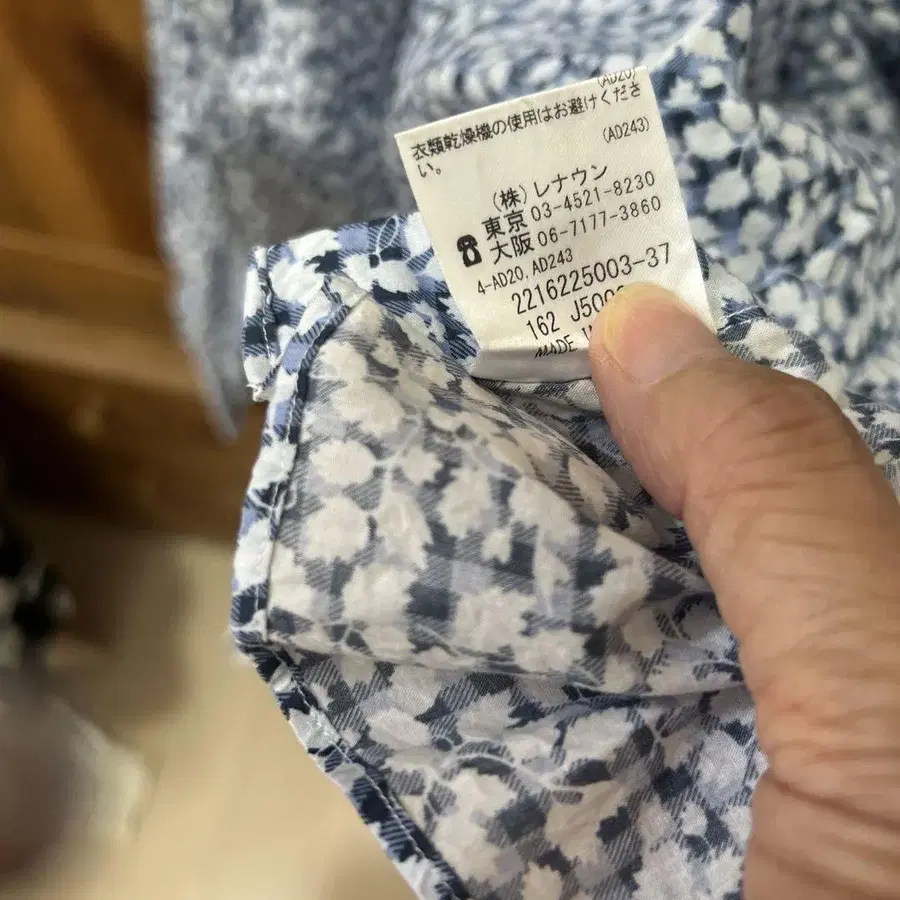 (AD20)
衣類乾燥機の使用はお避けくださ
い。
(AD243)
(株)レナウン
東京 03-4521-8230
大阪 06-7177-3860
4-AD20, AD243
2216225003-37
162
MADE